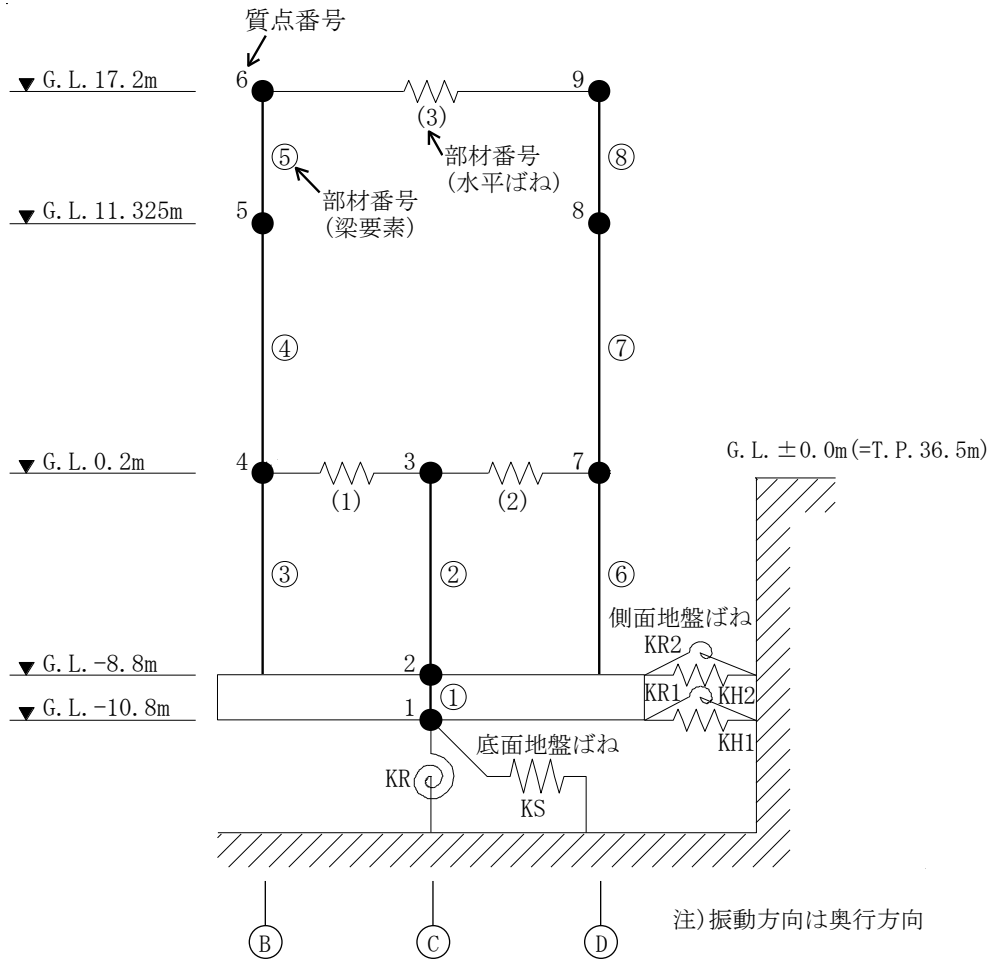 質点番号
G.L.17.2m
6
9
(3)
部材番号
(水平ばね)
⑤
⑧
部材番号
(梁要素)
G.L.11.325m
5
8
④
⑦
G.L.±0.0m(=T.P.36.5m)
G.L.0.2m
4
3
7
(1)
(2)
③
②
⑥
側面地盤ばね
KR2
G.L.-8.8m
2
KR1
KH2
①
G.L.-10.8m
1
KH1
底面地盤ばね
KR
KS
注)振動方向は奥行方向
Ⓑ
Ⓒ
Ⓓ